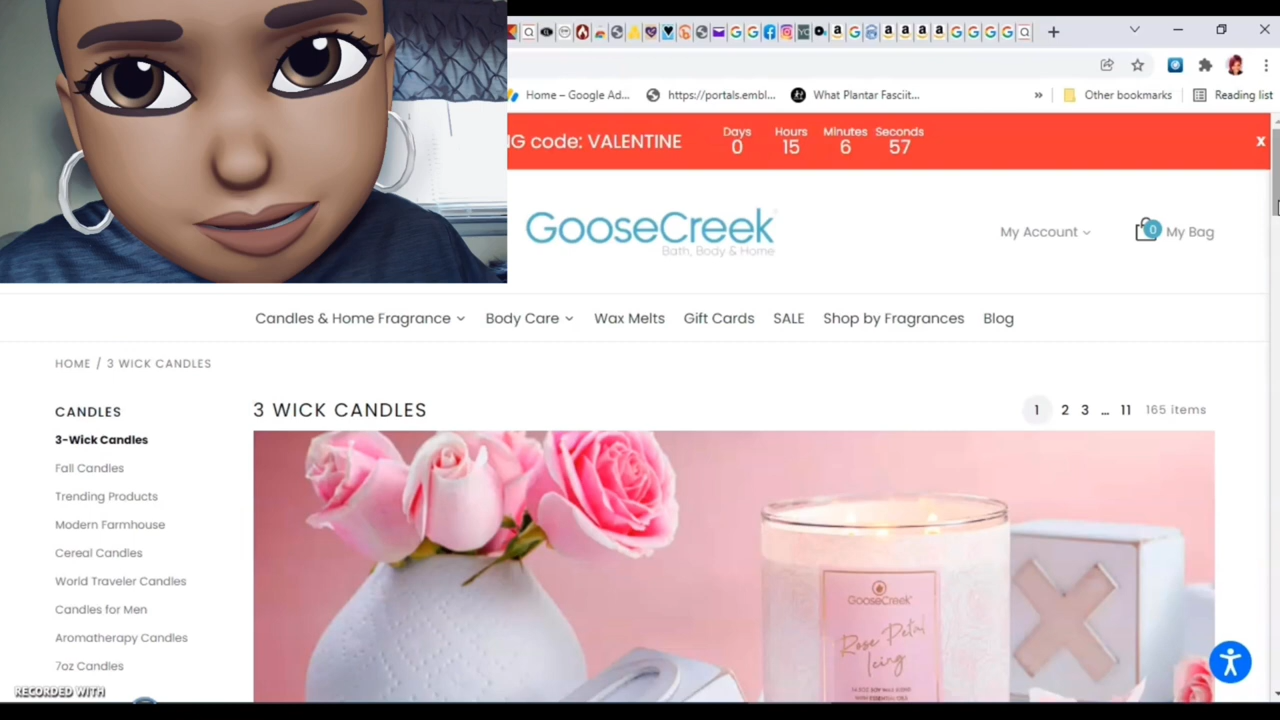 Home – Google Ad... https://portals.embl... What Plantar Fasciit... » Other bookmarks Reading list
G code: VALENTINE Days 0 Hours 15 Minutes 6 Seconds 57 x
GooseCreek
Bath, Body & Home
My Account 0 My Bag
Candles & Home Fragrance Body Care Wax Melts Gift Cards SALE Shop by Fragrances Blog
HOME / 3 WICK CANDLES
CANDLES
3-Wick Candles
Fall Candles
Trending Products
Modern Farmhouse
Cereal Candles
World Traveler Candles
Candles for Men
Aromatherapy Candles
7oz Candles
RECORDED WITH
3 WICK CANDLES 1 2 3 ... 11 165 items
GooseCreek
Rose Petal
Icing